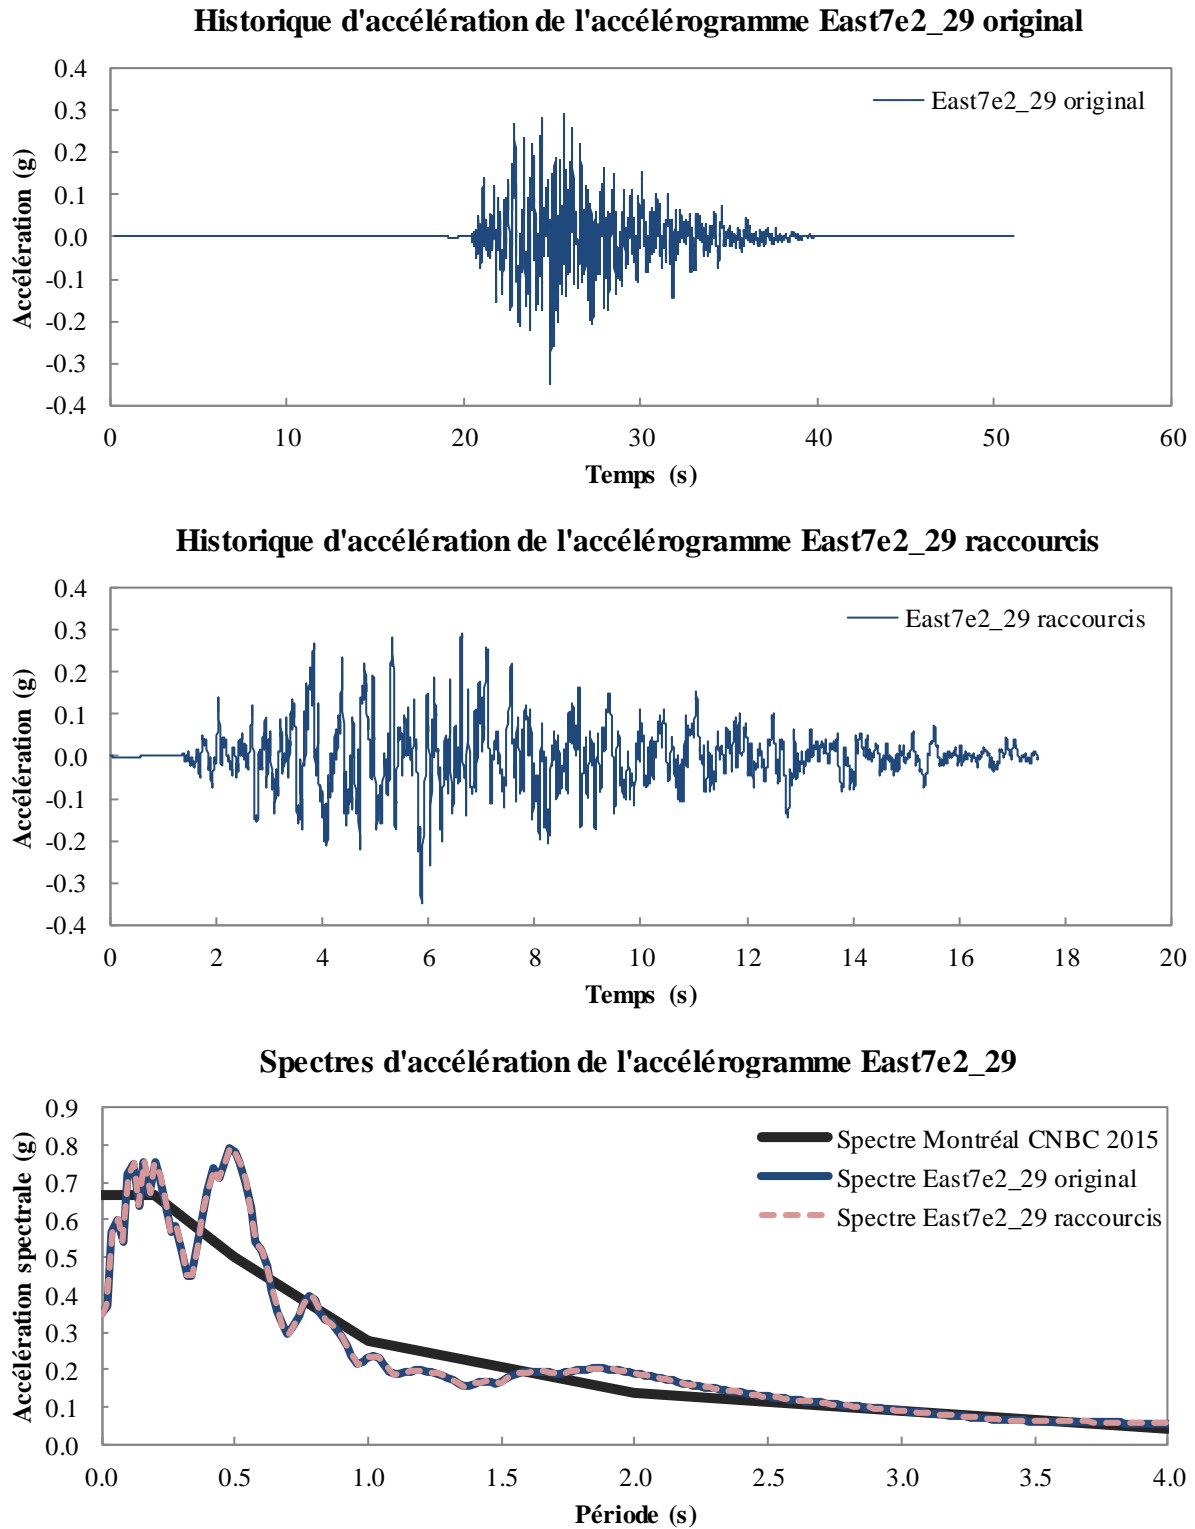 Historique d'accélération de l'accélérogramme East7e2_29 original
0.4
0.3
0.2
0.1
0.0
-0.1
-0.2
-0.3
-0.4
Accélération (g)
East7e2_29 original
0 10 20 30 40 50 60
Temps (s)
Historique d'accélération de l'accélérogramme East7e2_29 raccourcis
0.4
0.3
0.2
0.1
0.0
-0.1
-0.2
-0.3
-0.4
Accélération (g)
East7e2_29 raccourcis
0 2 4 6 8 10 12 14 16 18 20
Temps (s)
Spectres d'accélération de l'accélérogramme East7e2_29
0.9
0.8
0.7
0.6
0.5
0.4
0.3
0.2
0.1
0.0
Accélération spectrale (g)
Spectre Montréal CNBC 2015
Spectre East7e2_29 original
Spectre East7e2_29 raccourcis
0.0 0.5 1.0 1.5 2.0 2.5 3.0 3.5 4.0
Période (s)